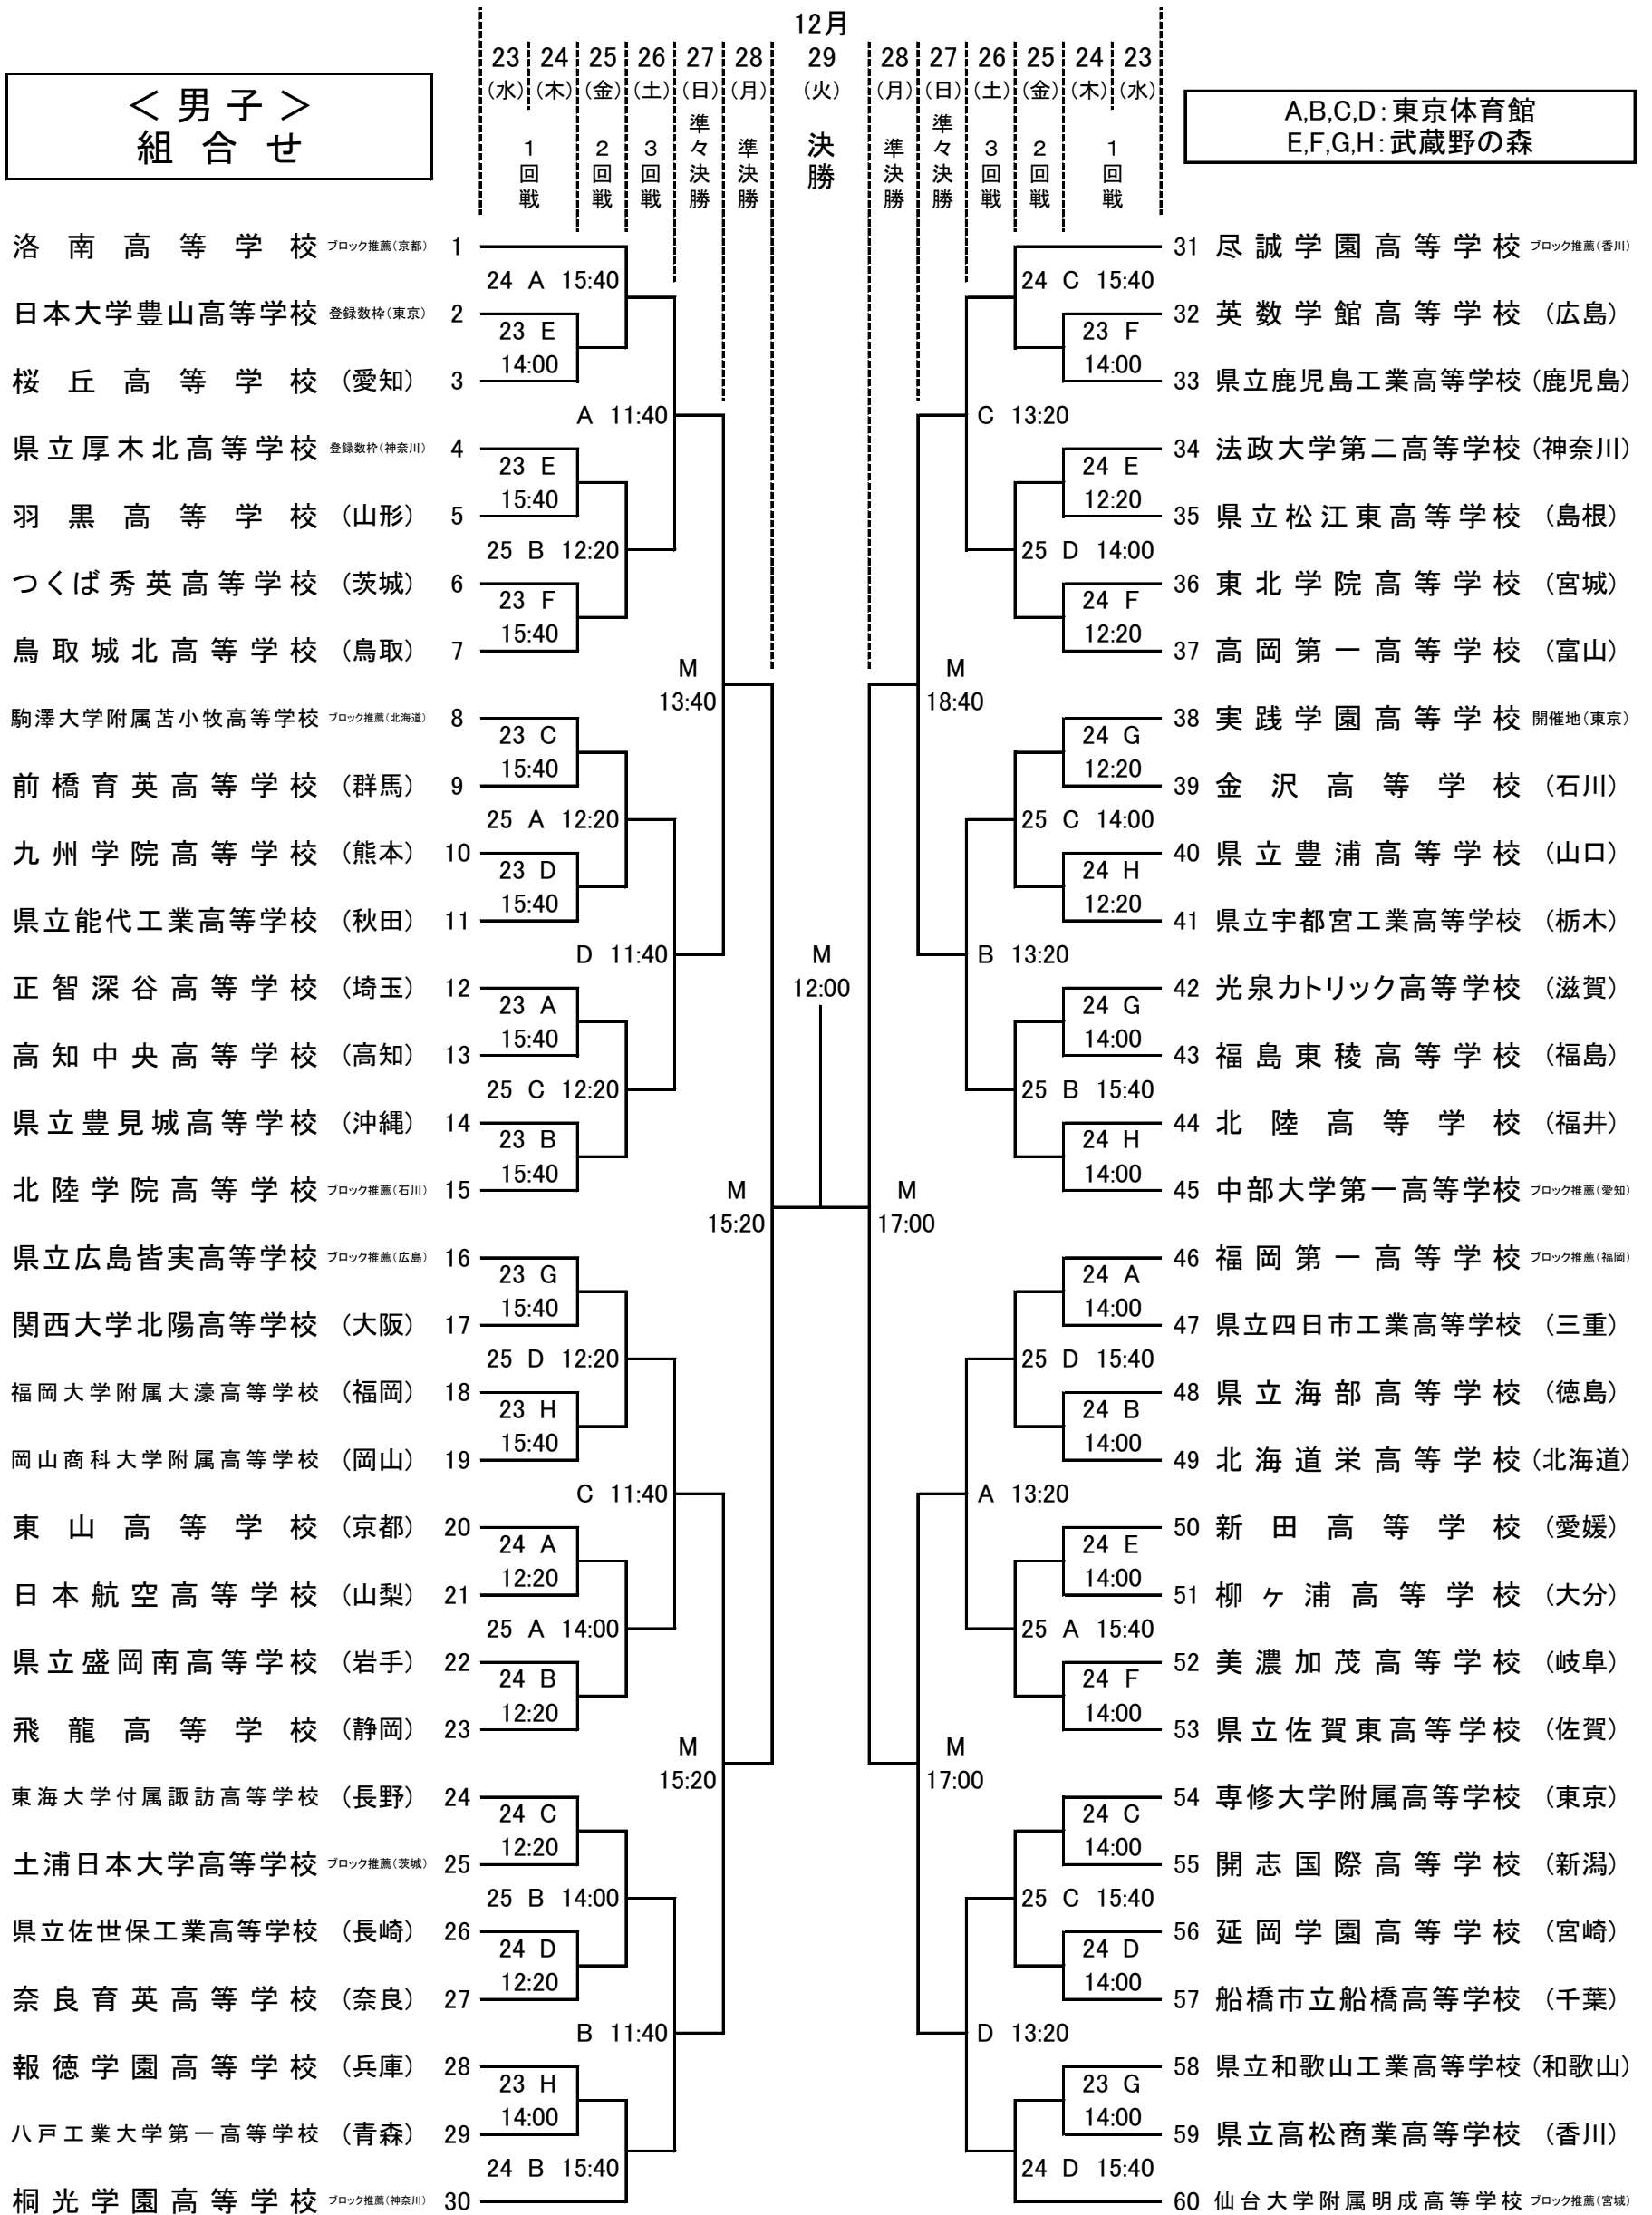 ＜男子＞
組合せ
12月
23 24 25 26 27 28 29 28 27 26 25 24 23
(水) (木) (金) (土) (日) (月) (火) (月) (日) (土) (金) (木) (水)
1回戦 2回戦 3回戦 準々決勝 準決勝 決勝 準決勝 準々決勝 3回戦 2回戦 1回戦
A,B,C,D：東京体育館
E,F,G,H：武蔵野の森
洛南高等学校 ブロック推薦(京都) 1
24 A 15:40
日本大学豊山高等学校 登録数枠(東京) 2
23 E
14:00
桜丘高等学校 (愛知) 3
A 11:40
県立厚木北高等学校 登録数枠(神奈川) 4
23 E
15:40
羽黒高等学校 (山形) 5
25 B 12:20
つくば秀英高等学校 (茨城) 6
23 F
15:40
鳥取城北高等学校 (鳥取) 7
M
13:40
駒澤大学附属苫小牧高等学校 ブロック推薦(北海道) 8
23 C
15:40
前橋育英高等学校 (群馬) 9
25 A 12:20
九州学院高等学校 (熊本) 10
23 D
15:40
県立能代工業高等学校 (秋田) 11
D 11:40
正智深谷高等学校 (埼玉) 12
23 A
15:40
高知中央高等学校 (高知) 13
25 C 12:20
県立豊見城高等学校 (沖縄) 14
23 B
15:40
北陸学院高等学校 ブロック推薦(石川) 15
M
15:20
県立広島皆実高等学校 ブロック推薦(広島) 16
23 G
15:40
関西大学北陽高等学校 (大阪) 17
25 D 12:20
福岡大学附属大濠高等学校 (福岡) 18
23 H
15:40
岡山商科大学附属高等学校 (岡山) 19
C 11:40
東山高等学校 (京都) 20
24 A
12:20
日本航空高等学校 (山梨) 21
25 A 14:00
県立盛岡南高等学校 (岩手) 22
24 B
12:20
飛龍高等学校 (静岡) 23
M
15:20
東海大学付属諏訪高等学校 (長野) 24
24 C
12:20
土浦日本大学高等学校 ブロック推薦(茨城) 25
25 B 14:00
県立佐世保工業高等学校 (長崎) 26
24 D
12:20
奈良育英高等学校 (奈良) 27
B 11:40
報徳学園高等学校 (兵庫) 28
23 H
14:00
八戸工業大学第一高等学校 (青森) 29
24 B 15:40
桐光学園高等学校 ブロック推薦(神奈川) 30
M
12:00
31 尽誠学園高等学校 ブロック推薦(香川)
24 C 15:40
32 英数学館高等学校 (広島)
23 F
14:00
33 県立鹿児島工業高等学校 (鹿児島)
C 13:20
34 法政大学第二高等学校 (神奈川)
24 E
12:20
35 県立松江東高等学校 (島根)
25 D 14:00
36 東北学院高等学校 (宮城)
24 F
12:20
37 高岡第一高等学校 (富山)
M
18:40
38 実践学園高等学校 開催地(東京)
24 G
12:20
39 金沢高等学校 (石川)
25 C 14:00
40 県立豊浦高等学校 (山口)
24 H
12:20
41 県立宇都宮工業高等学校 (栃木)
B 13:20
42 光泉カトリック高等学校 (滋賀)
24 G
14:00
43 福島東稜高等学校 (福島)
25 B 15:40
44 北陸高等学校 (福井)
24 H
14:00
45 中部大学第一高等学校 ブロック推薦(愛知)
M
17:00
46 福岡第一高等学校 ブロック推薦(福岡)
24 A
14:00
47 県立四日市工業高等学校 (三重)
25 D 15:40
48 県立海部高等学校 (徳島)
24 B
14:00
49 北海道栄高等学校 (北海道)
A 13:20
50 新田高等学校 (愛媛)
24 E
14:00
51 柳ヶ浦高等学校 (大分)
25 A 15:40
52 美濃加茂高等学校 (岐阜)
24 F
14:00
53 県立佐賀東高等学校 (佐賀)
M
17:00
54 専修大学附属高等学校 (東京)
24 C
14:00
55 開志国際高等学校 (新潟)
25 C 15:40
56 延岡学園高等学校 (宮崎)
24 D
14:00
57 船橋市立船橋高等学校 (千葉)
D 13:20
58 県立和歌山工業高等学校 (和歌山)
23 G
14:00
59 県立高松商業高等学校 (香川)
24 D 15:40
60 仙台大学附属明成高等学校 ブロック推薦(宮城)